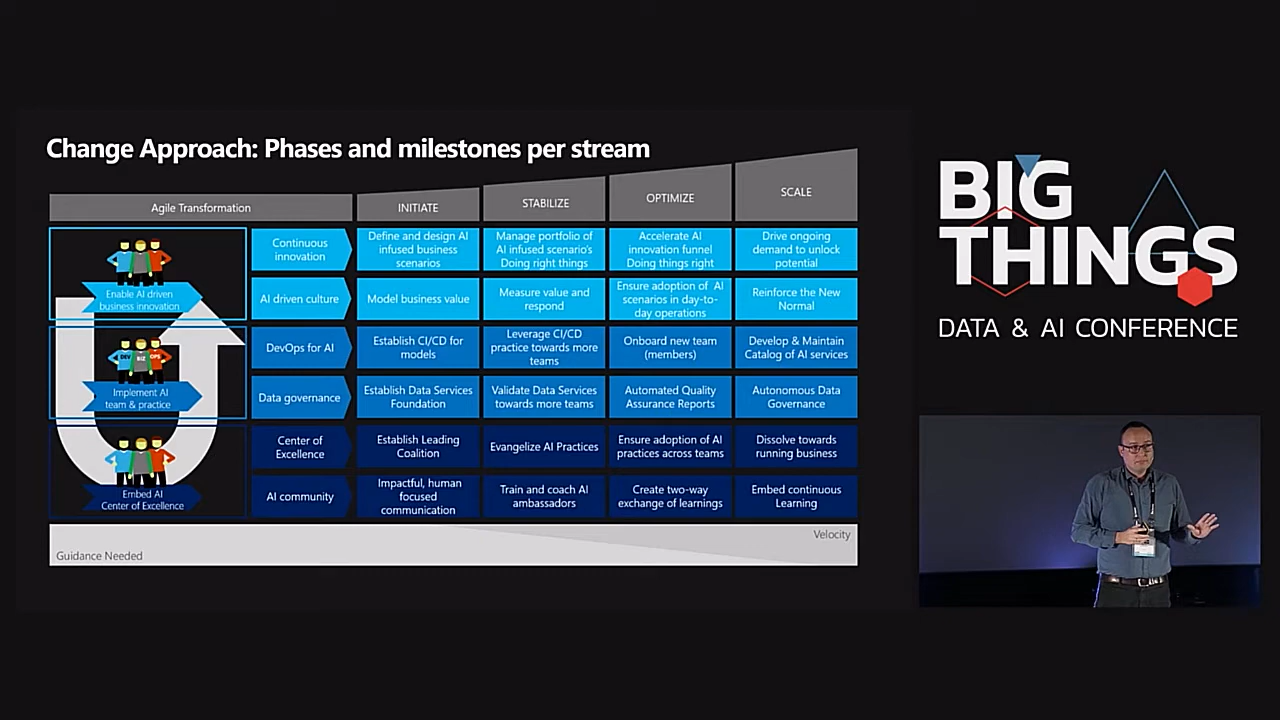 Change Approach: Phases and milestones per stream
Agile Transformation
INITIATE
STABILIZE
OPTIMIZE
SCALE
Enable AI driven
business innovation
Continuous
innovation
Define and design AI
infused business
scenarios
Manage portfolio of
AI infused scenario's
Doing right things
Accelerate AI
innovation funnel
Doing things right
Drive ongoing
demand to unlock
potential
AI driven culture
Model business value
Measure value and
respond
Ensure adoption of AI
scenarios in day-to-
day operations
Reinforce the New
Normal
DEV
BIZ
OPS
Implement AI
team & practice
DevOps for AI
Establish CI/CD for
models
Leverage CI/CD
practice towards more
teams
Onboard new team
(members)
Develop & Maintain
Catalog of AI services
Data governance
Establish Data Services
Foundation
Validate Data Services
towards more teams
Automated Quality
Assurance Reports
Autonomous Data
Governance
Embed AI
Center of Excellence
Center of
Excellence
Establish Leading
Coalition
Evangelize AI Practices
Ensure adoption of AI
practices across teams
Dissolve towards
running business
AI community
Impactful, human
focused
communication
Train and coach AI
ambassadors
Create two-way
exchange of learnings
Embed continuous
Learning
Guidance Needed
Velocity
BIG
THINGS
DATA & AI CONFERENCE